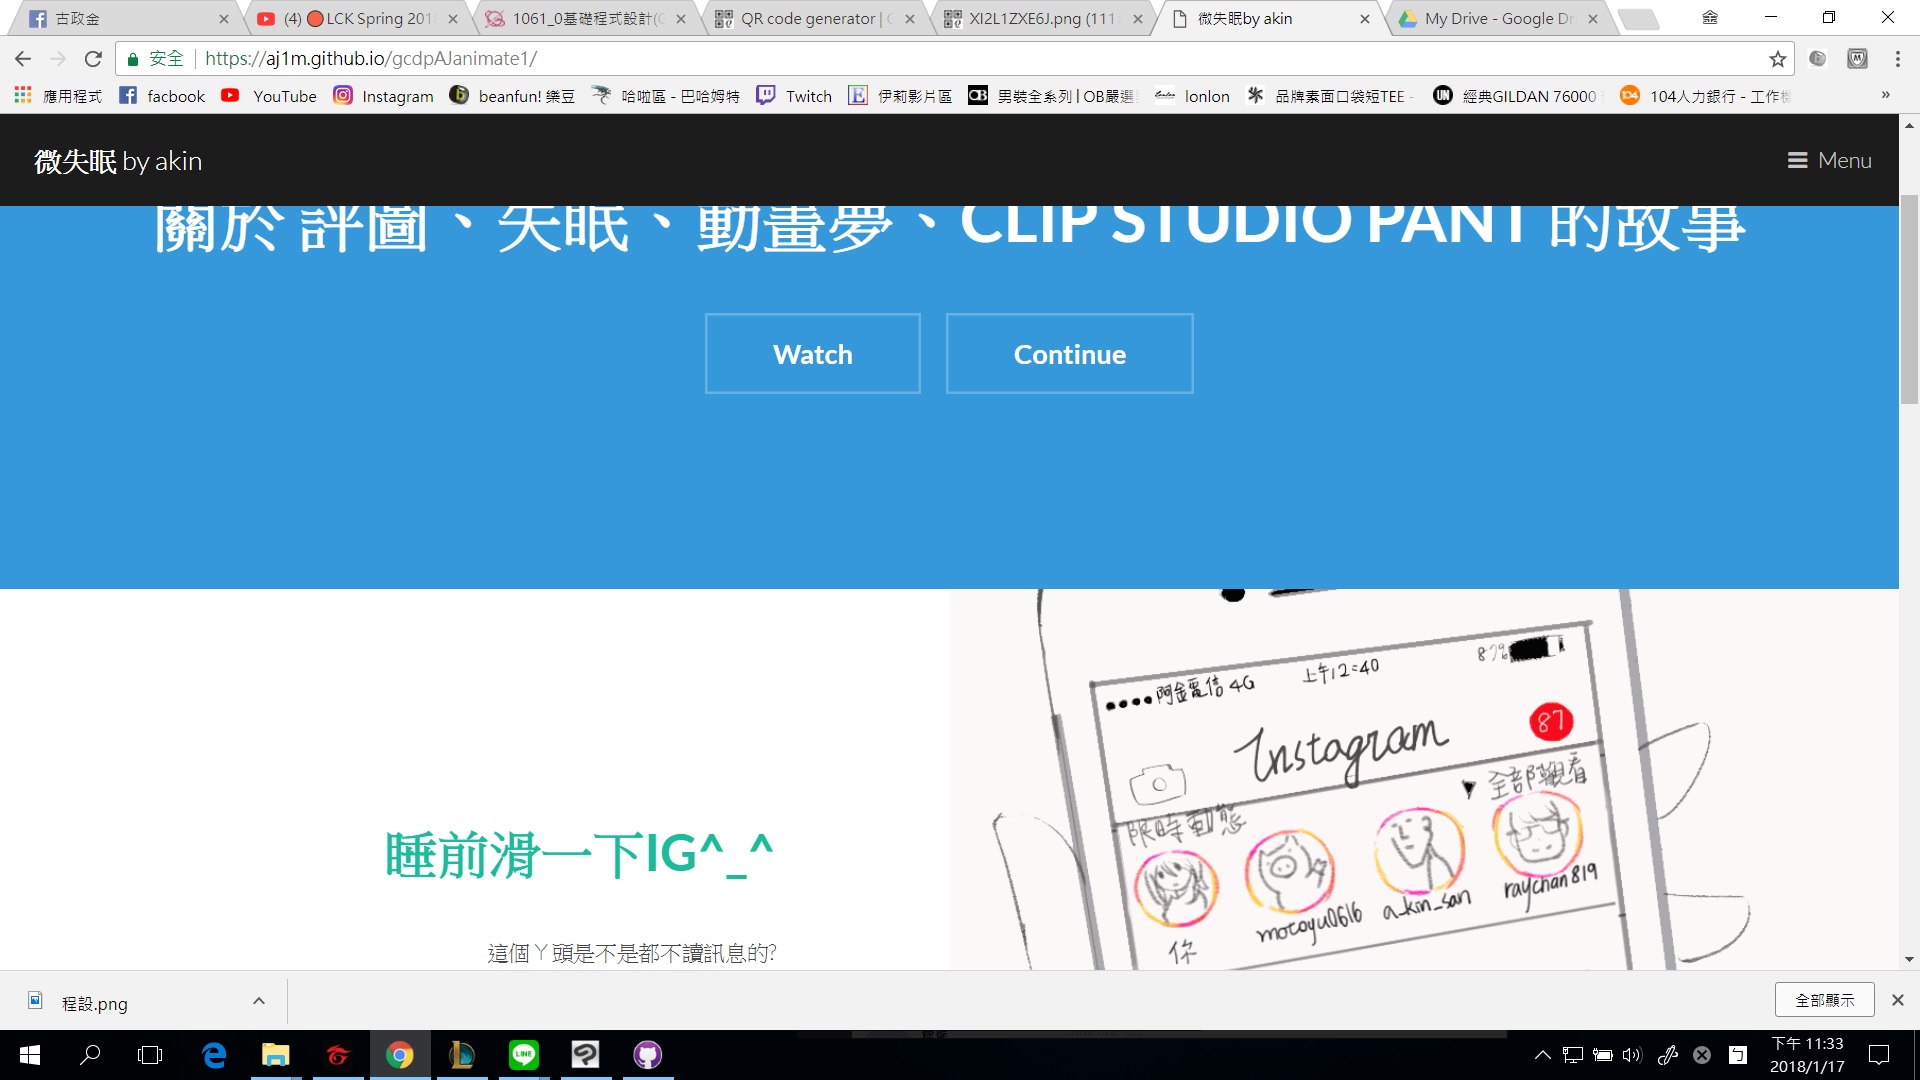 古政金
(4) 🔴LCK Spring 201
1061_0基礎程式設計(
QR code generator |
XI2L1ZXE6J.png (111
微失眠by akin
My Drive - Google Dr
安全
https://aj1m.github.io/gcdpAJanimate1/
應用程式
facbook
YouTube
Instagram
beanfun! 樂豆
哈啦區 - 巴哈姆特
Twitch
伊莉影片區
男裝全系列 | OB嚴選
lonlon
品牌素面口袋短TEE -
經典GILDAN 76000
104人力銀行 - 工作
微失眠 by akin
Menu
關於 評圖、失眠、動畫夢、CLIP STUDIO PANT 的故事
Watch
Continue
阿金電信 4G
上午12:40
87%
Instagram
87
全部觀看
限時動態
你
motoyu0616
a_kin_san
raychan819
睡前滑一下IG^_^
這個ㄚ頭是不是都不讀訊息的?
程設.png
全部顯示
下午 11:33
2018/1/17